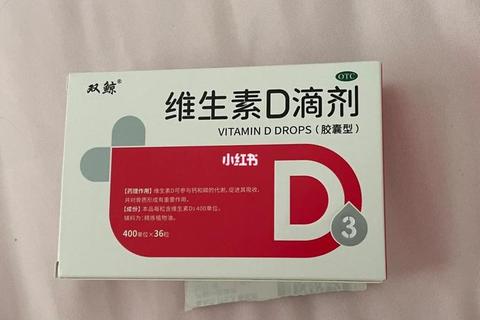 双鲸®
OTC
维生素D滴剂
VITAMIN D DROPS（胶囊型）
小红书
【药理作用】维生素D可参与钙和磷的代谢,促进其吸收,
并对骨质形成有重要作用。
【成份】本品每粒含维生素D₃400单位。
辅料为:精炼植物油。
400单位×36粒
D
3